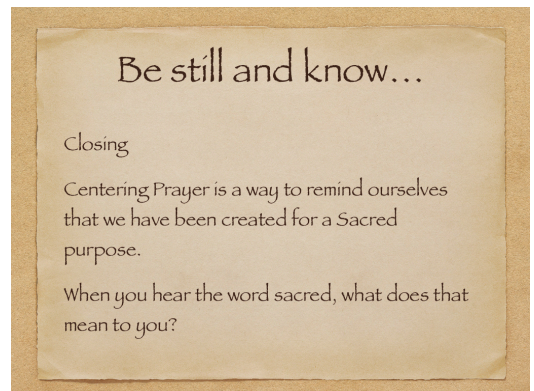 Be still and know...
Closing
Centering Prayer is a way to remind ourselves
that we have been created for a Sacred
purpose.
When you hear the word sacred, what does that
mean to you?